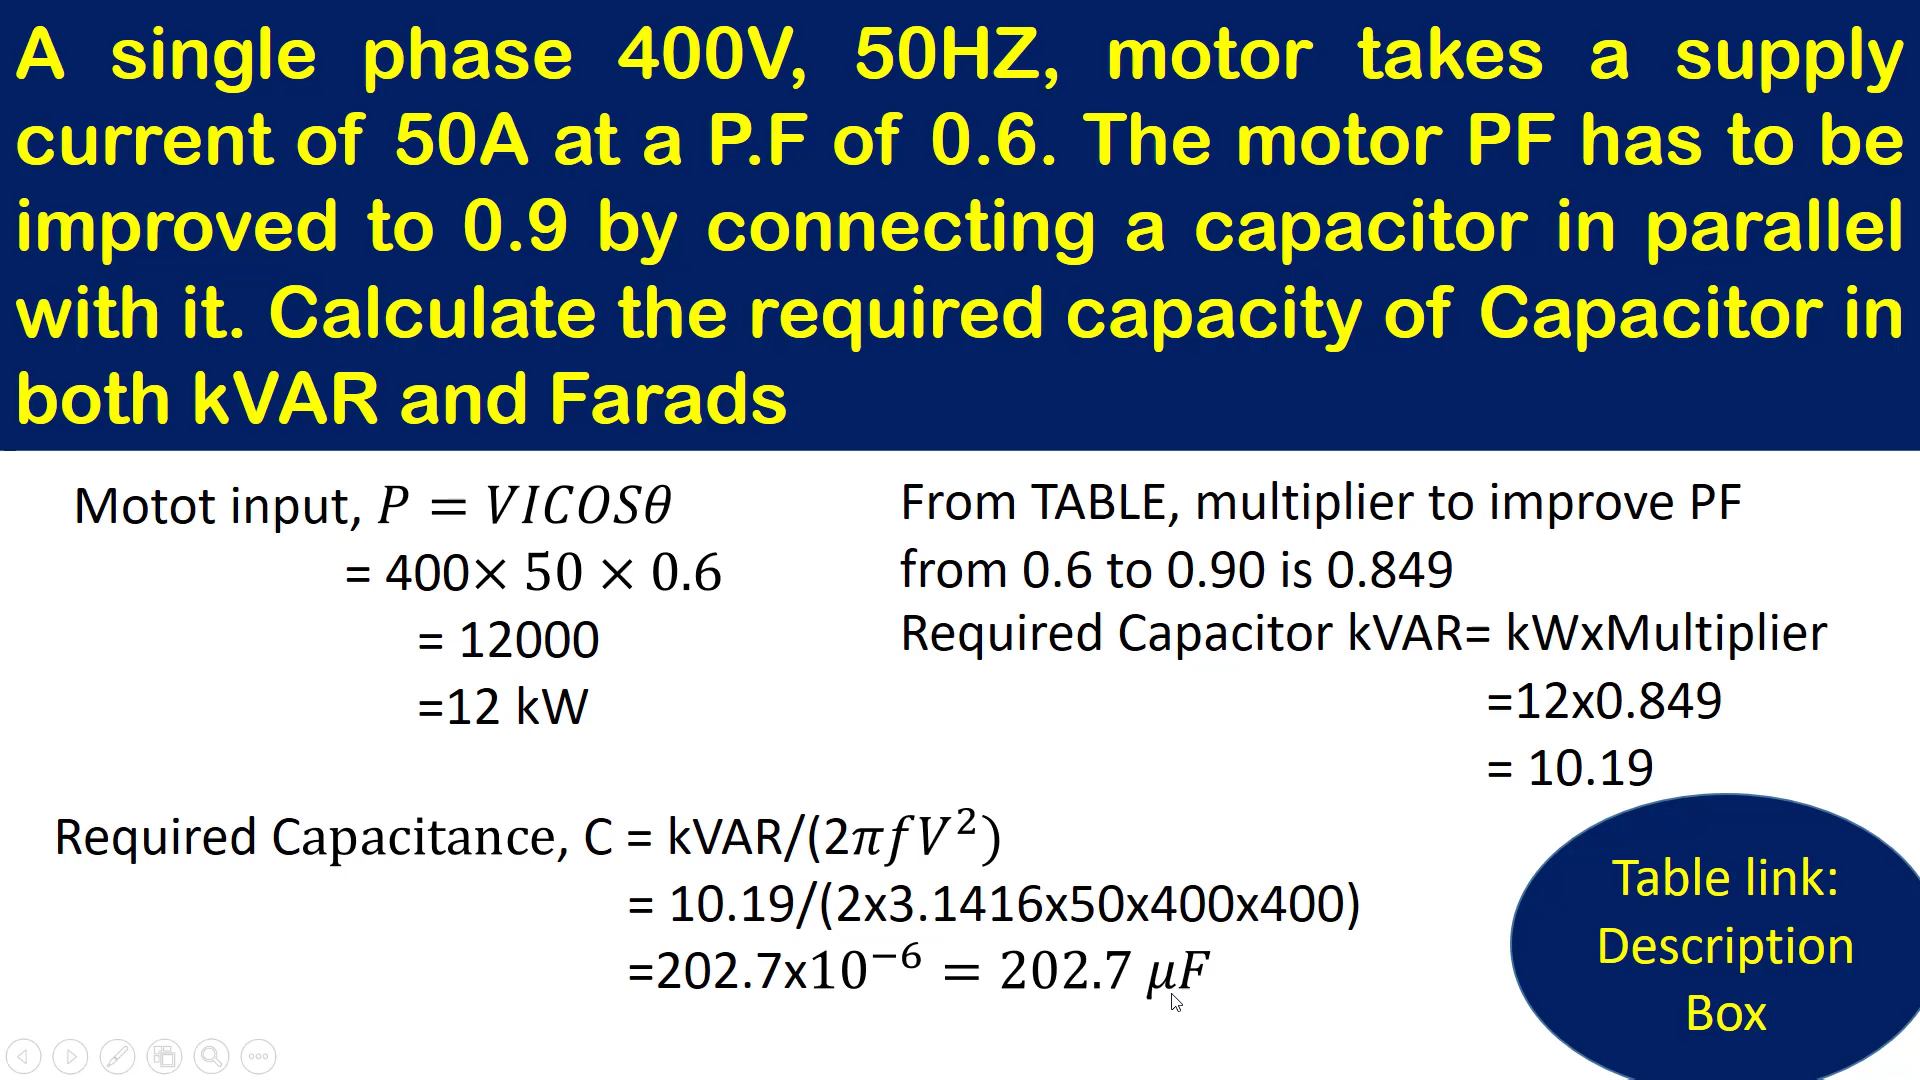 A single phase 400V, 50HZ, motor takes a supply
current of 50A at a P.F of 0.6. The motor PF has to be
improved to 0.9 by connecting a capacitor in parallel
with it. Calculate the required capacity of Capacitor in
both kVAR and Farads
Motot input, P = VICOSθ
= 400× 50 × 0.6
= 12000
=12 kW
From TABLE, multiplier to improve PF
from 0.6 to 0.90 is 0.849
Required Capacitor kVAR= kWxMultiplier
=12x0.849
= 10.19
Required Capacitance, C = kVAR/(2πfV²)
= 10.19/(2x3.1416x50x400x400)
=202.7x10⁻⁶ = 202.7 μF
Table link:
Description
Box